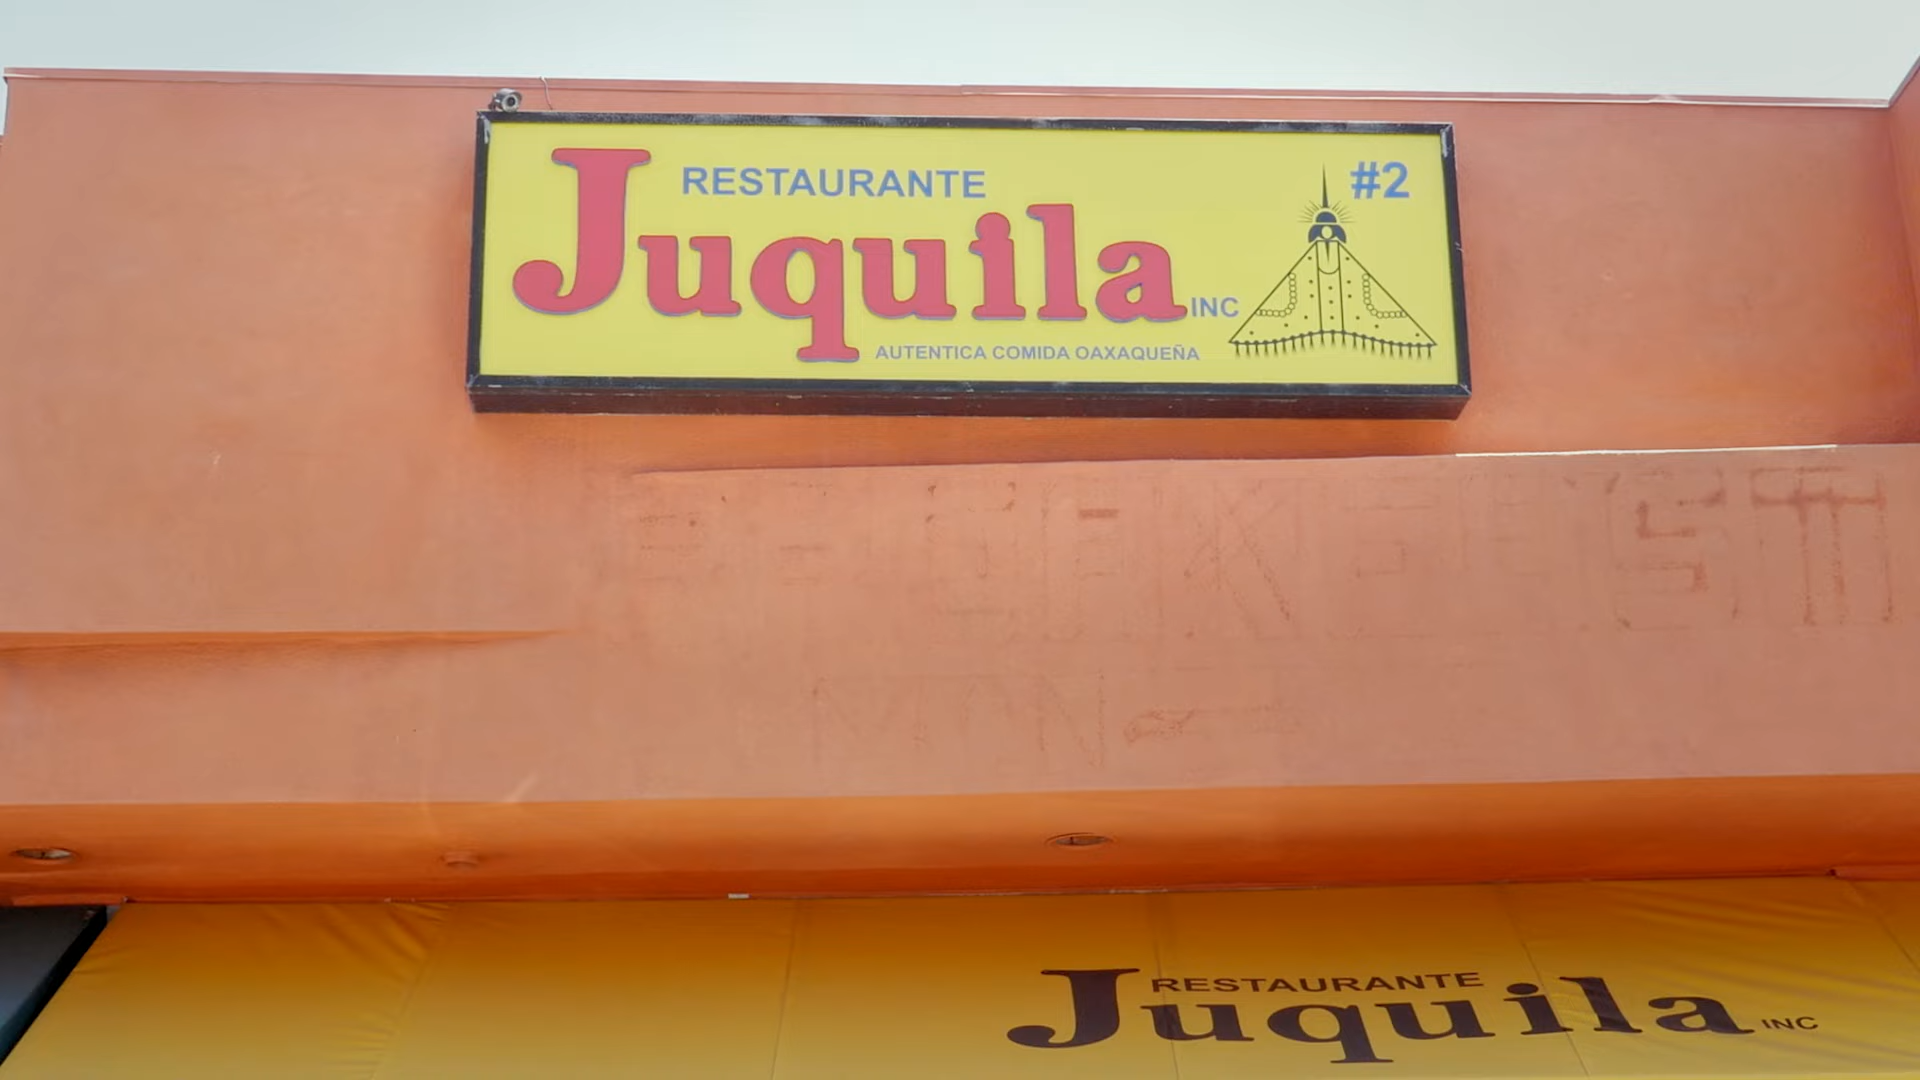 RESTAURANTE #2
Juquila INC
AUTENTICA COMIDA OAXAQUEÑA
RESTAURANTE
Juquila INC